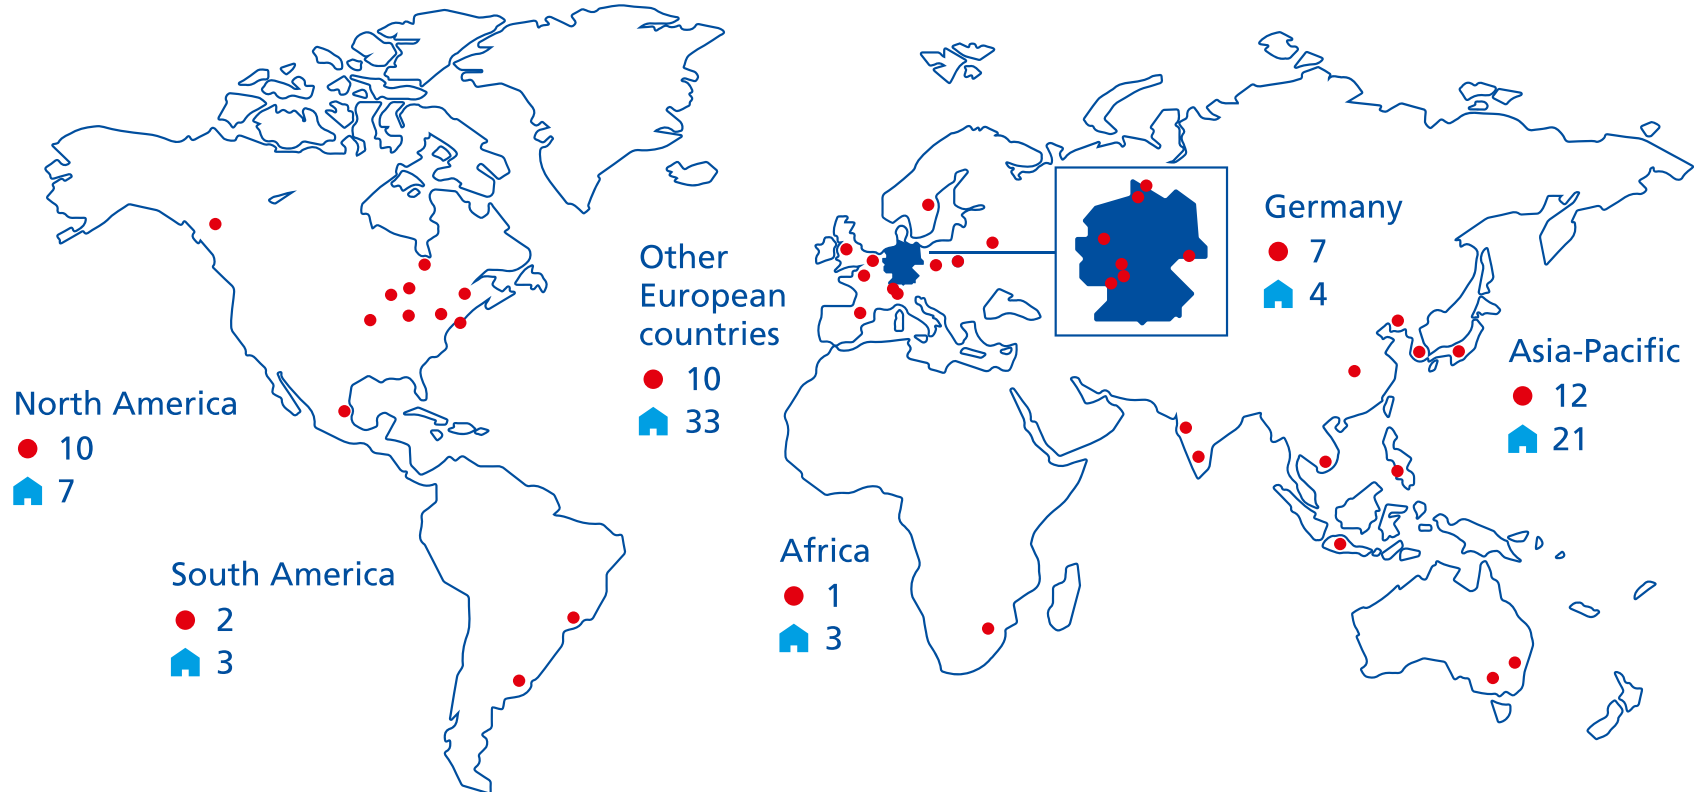 North America
10
7
South America
2
3
Other
European
countries
10
33
Africa
1
3
Germany
7
4
Asia-Pacific
12
21